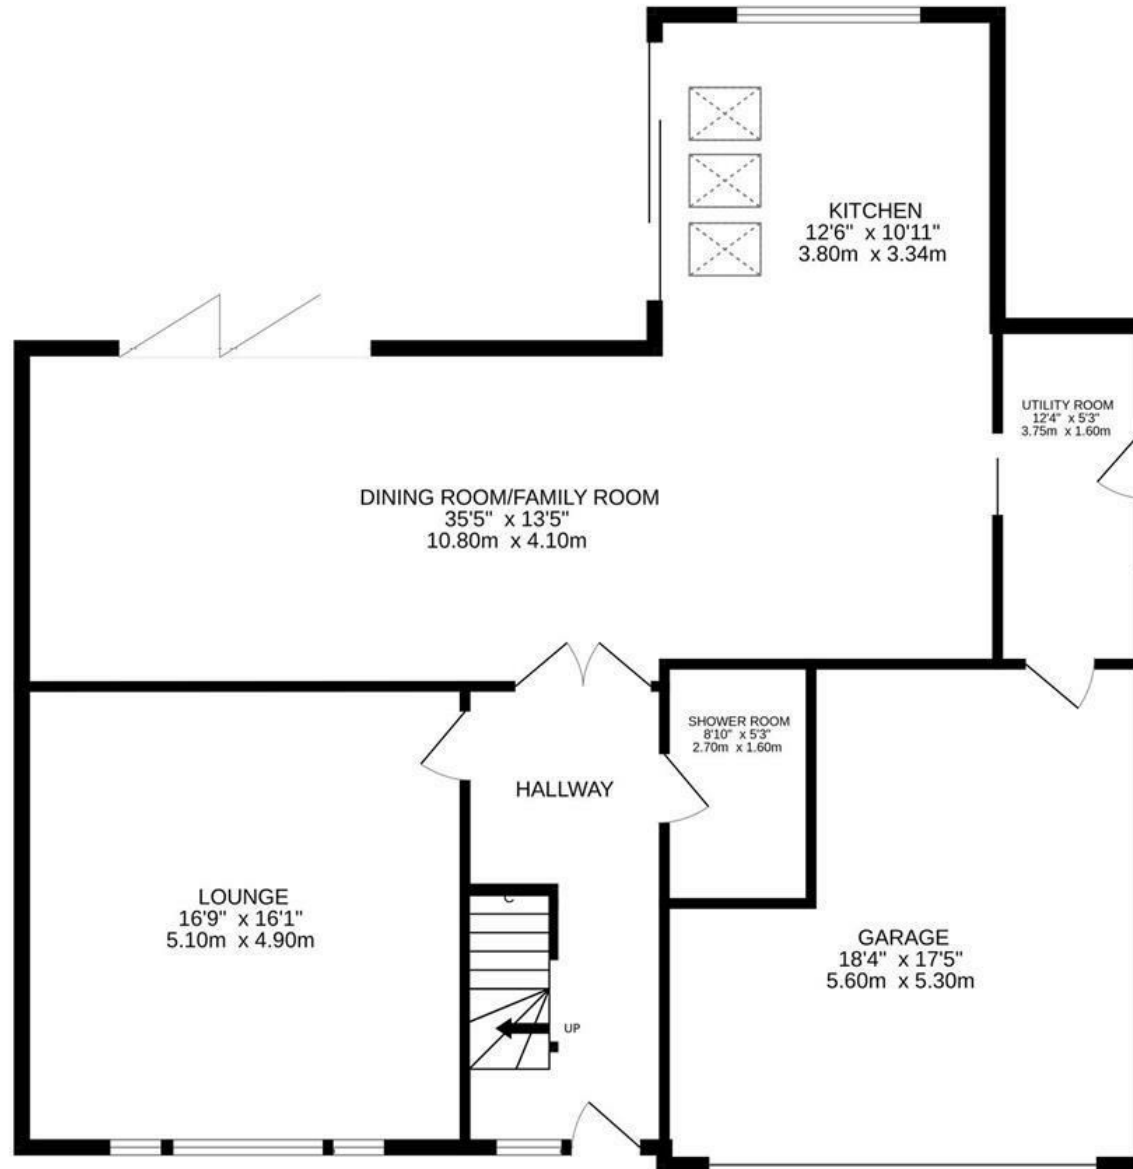 KITCHEN
12'6" x 10'11"
3.80m x 3.34m
UTILITY ROOM
12'4" x 5'3"
3.75m x 1.60m
DINING ROOM/FAMILY ROOM
35'5" x 13'5"
10.80m x 4.10m
SHOWER ROOM
8'10" x 5'3"
2.70m x 1.60m
HALLWAY
LOUNGE
16'9" x 16'1"
5.10m x 4.90m
GARAGE
18'4" x 17'5"
5.60m x 5.30m
UP